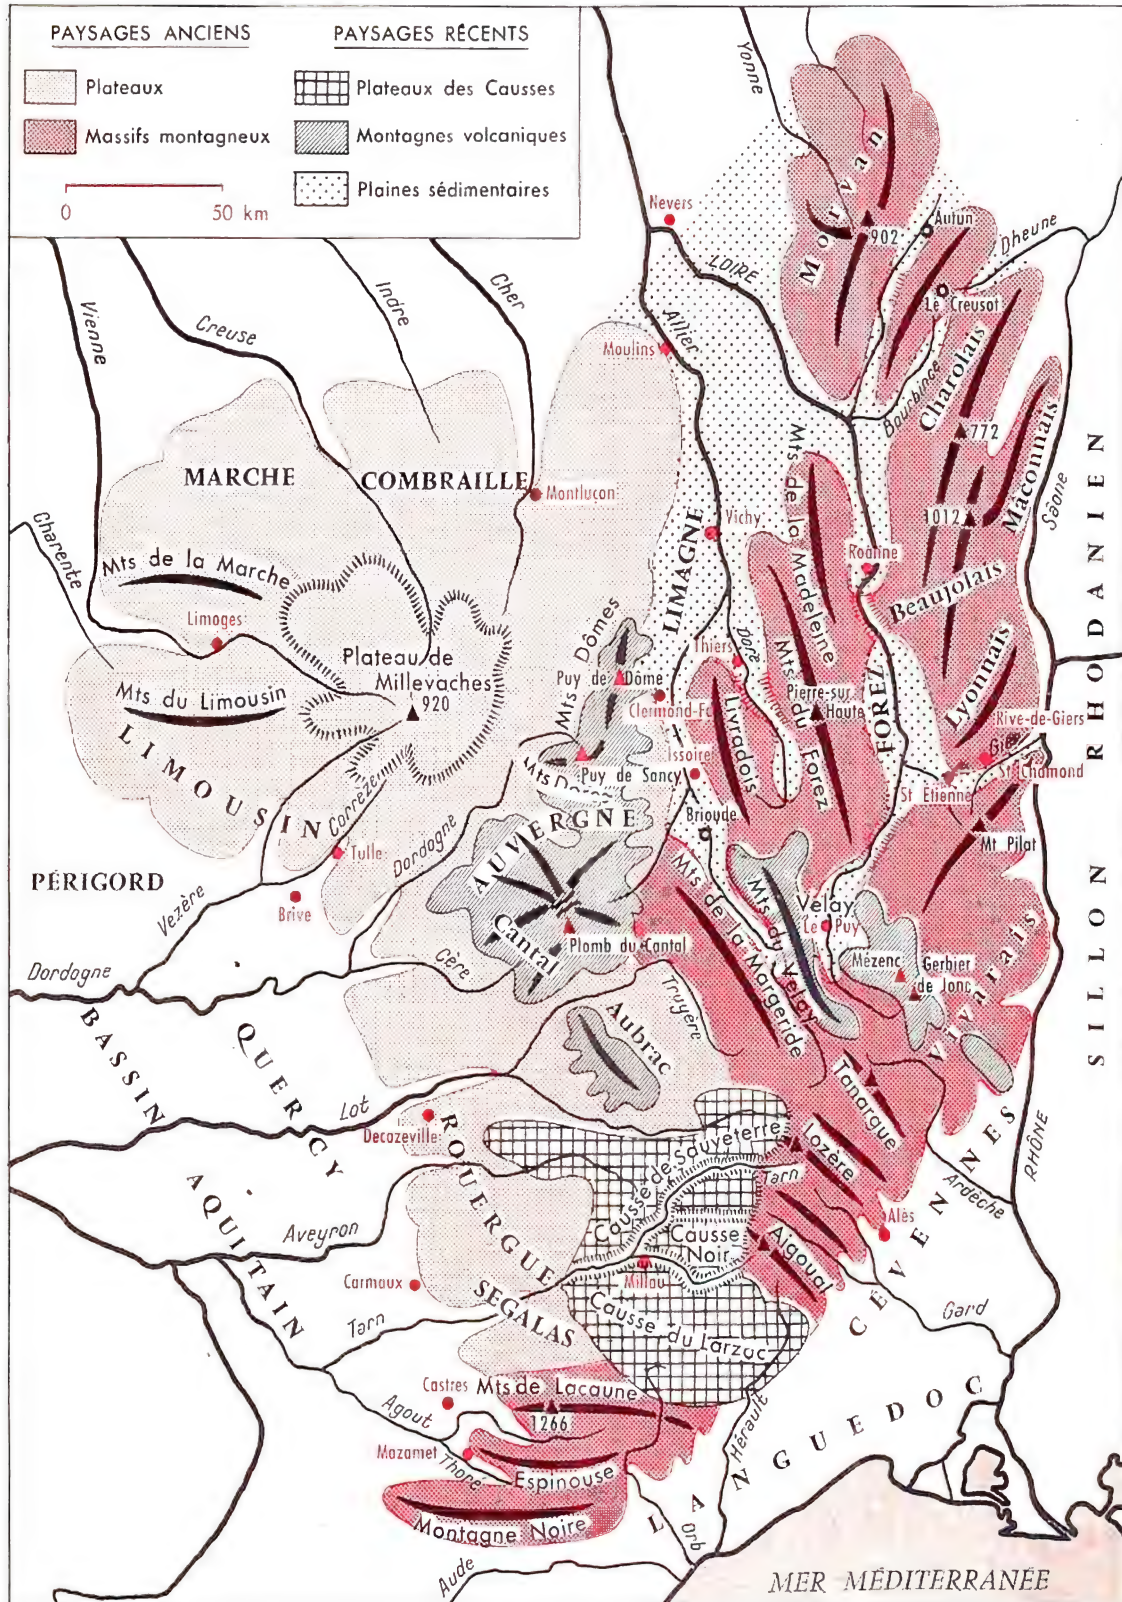 PAYSAGES ANCIENS
Plateaux
Massifs montagneux
0 50 km
PAYSAGES RÉCENTS
Plateaux des Causses
Montagnes volcaniques
Plaines sédimentaires
Yonne
Morvan
Nevers
902
Autun
Dheune
LOIRE
Le Creusot
Vienne
Creuse
Indre
Cher
Allier
Moulins
Bourbince
Charolais
772
Mâconnais
1012
Saône
MARCHE
COMBRAILLE
Montluçon
Mts de la Madeleine
Vichy
LIMAGNE
Roanne
Charente
Mts de la Marche
Limoges
Beaujolais
Mts Dômes
Thiers
Dore
Plateau de
Millevaches
920
Puy de Dôme
Clermond-Fd
Mts du Limousin
Livradois
Mts du Forez
Pierre-sur
Haute
FOREZ
Lyonnais
Rive-de-Giers
Gier
St Chamond
St Etienne
Mt Pilat
LIMOUSIN
Corrèze
Puy de Sancy
Issoire
Brioude
AUVERGNE
Dordogne
Tulle
PÉRIGORD
Vezère
Brive
Cantal
Plomb du Cantal
Mts de la Margeride
Mts du Velay
Velay
Le Puy
Mézenc
Gerbier
de Jonc
Vivarais
SILLON RHODANIEN
Dordogne
Cère
Truyère
Aubrac
BASSIN AQUITAIN
QUERCY
Lot
Decazeville
ROUERGUE
Causse de Sauveterre
Tanargue
Lozère
Tarn
Ardèche
RHÔNE
Aveyron
Causse
Noir
Aigoual
Alès
CÉVENNES
Carmaux
Millau
SEGALAS
Tarn
Causse du Larzac
Gard
Castres
Mts de Lacaune
1266
Agout
Hérault
LANGUEDOC
Mazamet
Thoré
Espinouse
Montagne Noire
Orb
Aude
MER MÉDITERRANÉE